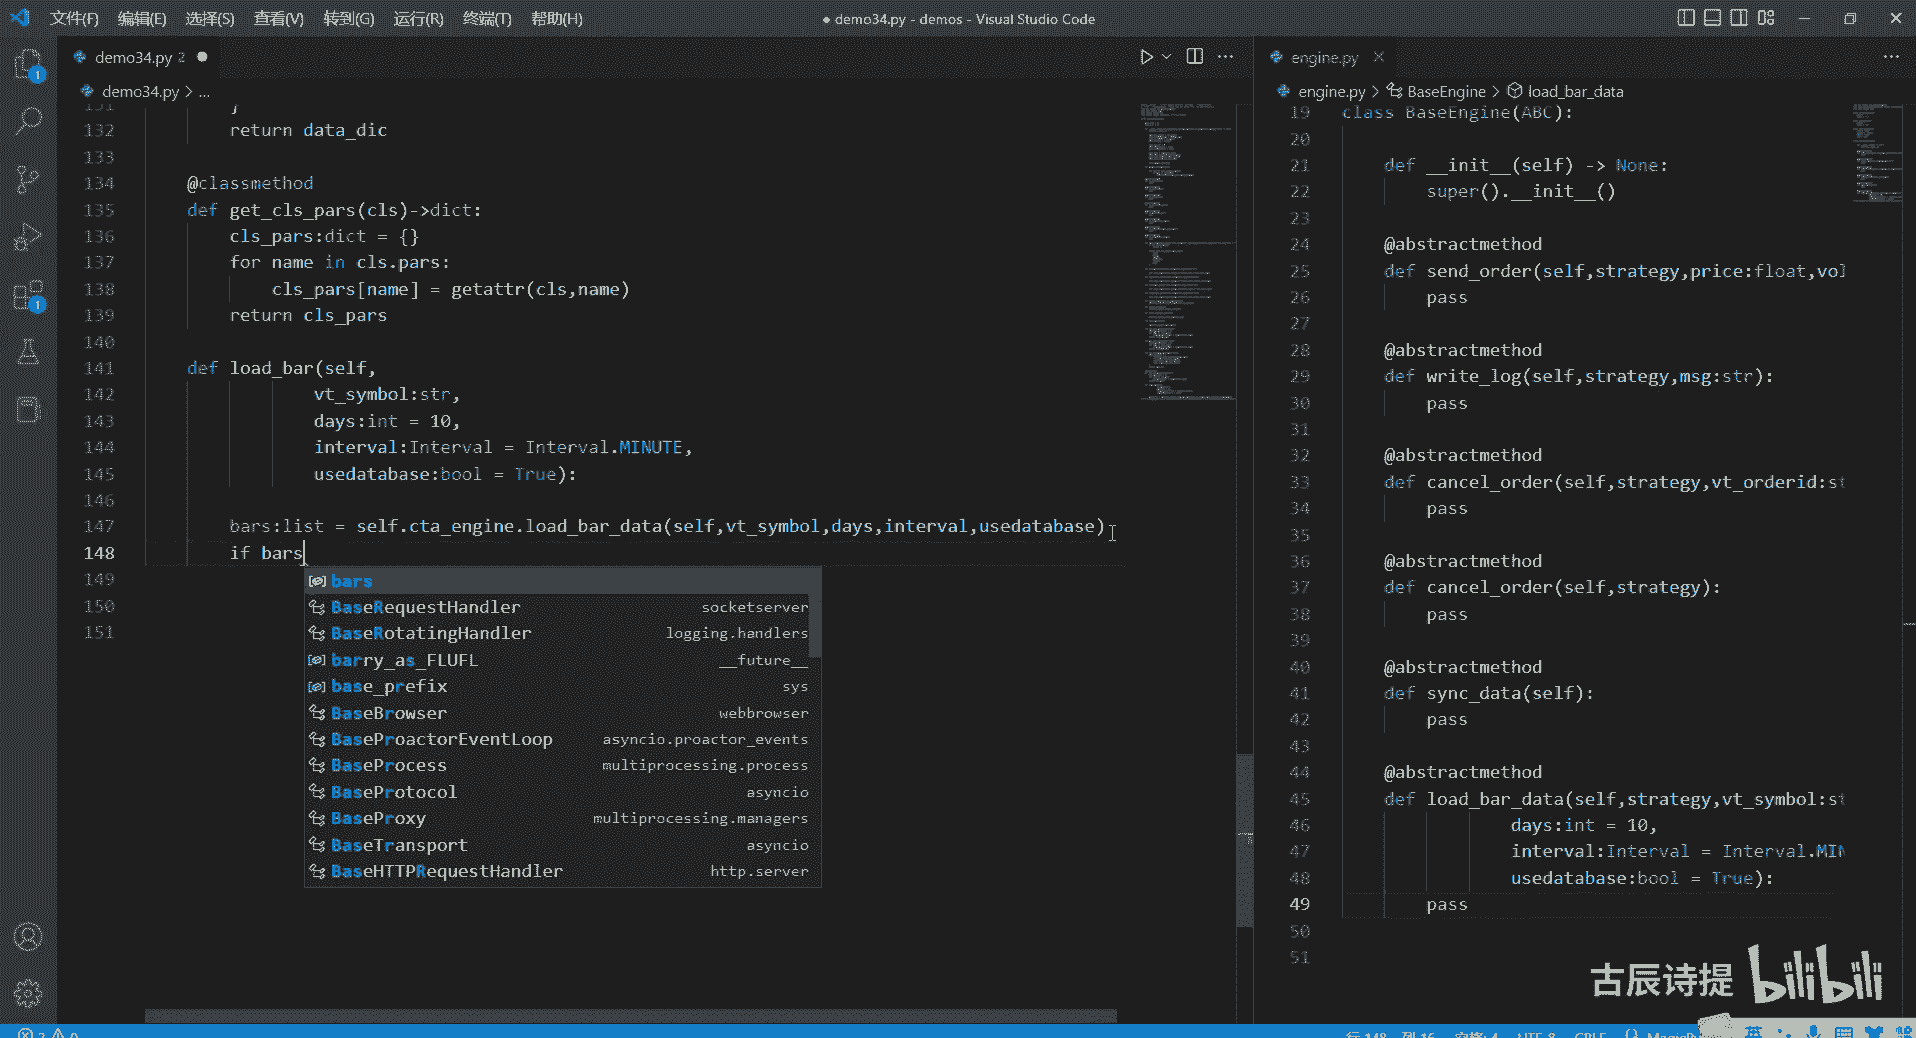 文件(F) 编辑(E) 选择(S) 查看(V) 转到(G) 运行(R) 终端(T) 帮助(H)
● demo34.py - demos - Visual Studio Code
demo34.py 2 ●
demo34.py > ...
131 }
132 return data_dic
133
134 @classmethod
135 def get_cls_pars(cls)->dict:
136 cls_pars:dict = {}
137 for name in cls.pars:
138 cls_pars[name] = getattr(cls,name)
139 return cls_pars
140
141 def load_bar(self,
142 vt_symbol:str,
143 days:int = 10,
144 interval:Interval = Interval.MINUTE,
145 usedatabase:bool = True):
146
147 bars:list = self.cta_engine.load_bar_data(self,vt_symbol,days,interval,usedatabase)
148 if bars
149
150
151
bars
BaseRequestHandler socketserver
BaseRotatingHandler logging.handlers
barry_as_FLUFL __future__
base_prefix sys
BaseBrowser webbrowser
BaseProactorEventLoop asyncio.proactor_events
BaseProcess multiprocessing.process
BaseProtocol asyncio
BaseProxy multiprocessing.managers
BaseTransport asyncio
BaseHTTPRequestHandler http.server
engine.py
engine.py > BaseEngine > load_bar_data
19 class BaseEngine(ABC):
20
21 def __init__(self) -> None:
22 super().__init__()
23
24 @abstractmethod
25 def send_order(self,strategy,price:float,vol
26 pass
27
28 @abstractmethod
29 def write_log(self,strategy,msg:str):
30 pass
31
32 @abstractmethod
33 def cancel_order(self,strategy,vt_orderid:st
34 pass
35
36 @abstractmethod
37 def cancel_order(self,strategy):
38 pass
39
40 @abstractmethod
41 def sync_data(self):
42 pass
43
44 @abstractmethod
45 def load_bar_data(self,strategy,vt_symbol:st
46 days:int = 10,
47 interval:Interval = Interval.MIN
48 usedatabase:bool = True):
49 pass
50
51
古辰诗提 bilibili
行 148, 列 16 空格: 4 UTF-8 CRLF
英